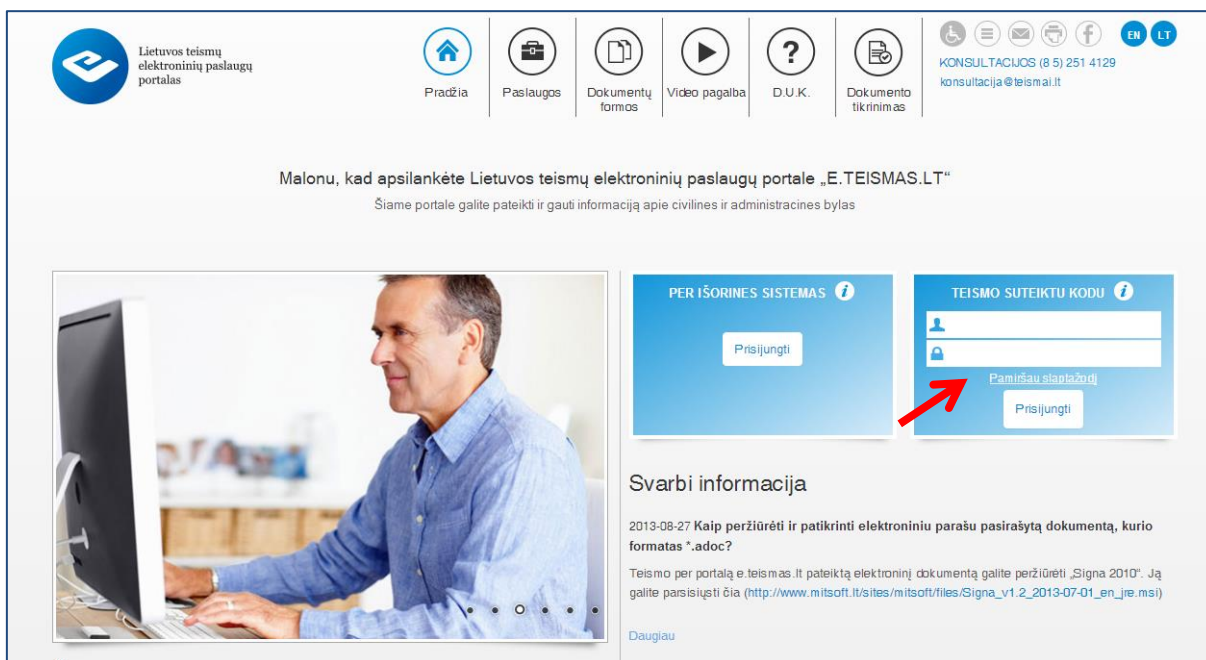 Lietuvos teismų
elektroninių paslaugų
portalas
Pradžia
Paslaugos
Dokumentų
formos
Video pagalba
?
D.U.K.
Dokumento
tikrinimas
f
EN LT
KONSULTACIJOS (8 5) 251 4129
konsultacija@teismai.lt
Malonu, kad apsilankėte Lietuvos teismų elektroninių paslaugų portale „E.TEISMAS.LT“
Šiame portale galite pateikti ir gauti informaciją apie civilines ir administracines bylas
PER IŠORINES SISTEMAS i
Prisijungti
TEISMO SUTEIKTU KODU i
Pamiršau slaptažodį
Prisijungti
Svarbi informacija
2013-08-27 Kaip peržiūrėti ir patikrinti elektroniniu parašu pasirašytą dokumentą, kurio
formatas *.adoc?
Teismo per portalą e.teismas.lt pateiktą elektroninį dokumentą galite peržiūrėti „Signa 2010“. Ją
galite parsisiųsti čia (http://www.mitsoft.lt/sites/mitsoft/files/Signa_v1.2_2013-07-01_en_jre.msi)
Daugiau